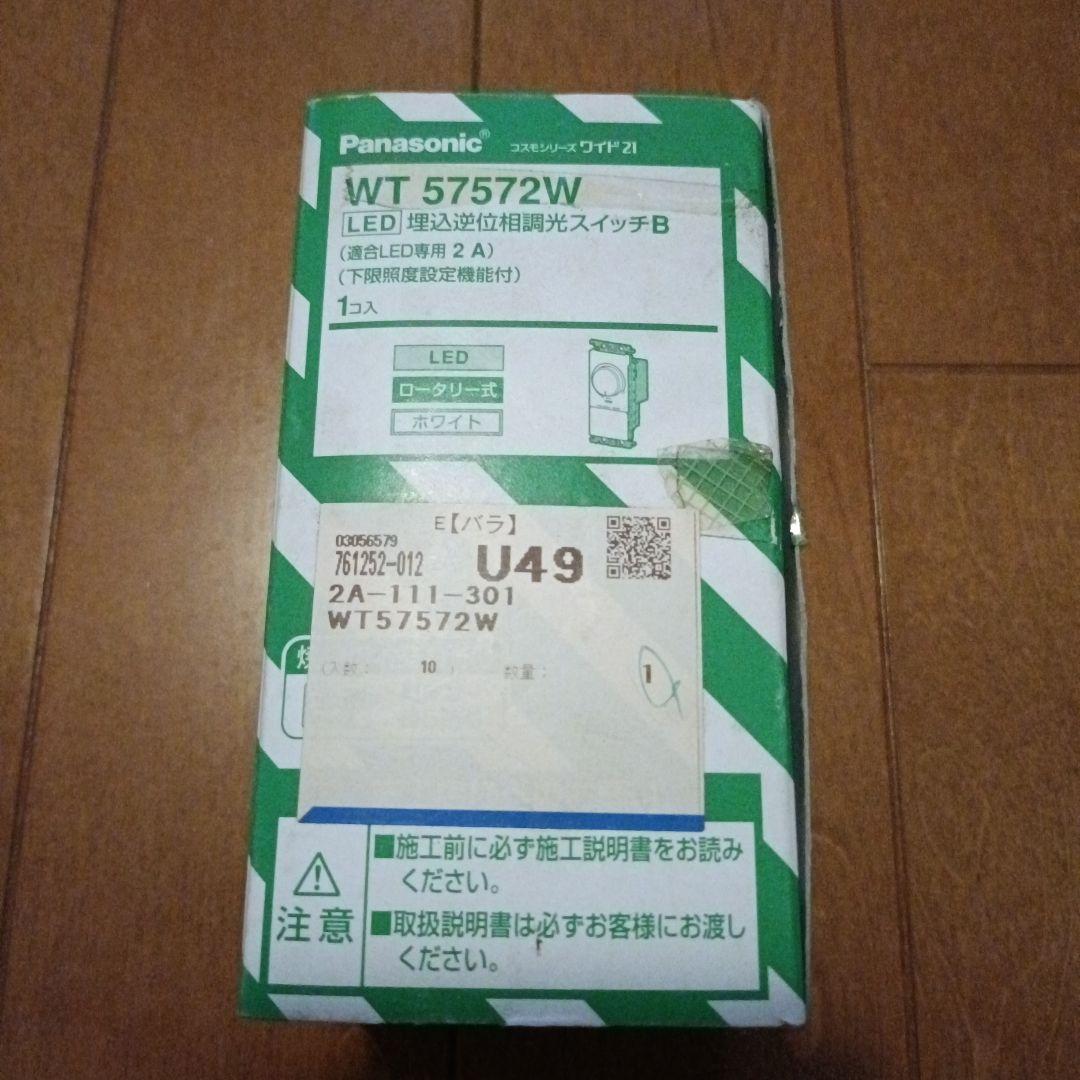 Panasonic® コスモシリーズ ワイド21
WT 57572W
LED 埋込逆位相調光スイッチB
(適合LED専用 2 A)
(下限照度設定機能付)
1コ入
LED
ロータリー式
ホワイト
E【バラ】
03056579
761252-012 U49
2A-111-301
WT57572W
(入数: 10) 数量: 1
注意
■施工前に必ず施工説明書をお読み
ください。
■取扱説明書は必ずお客様にお渡し
ください。